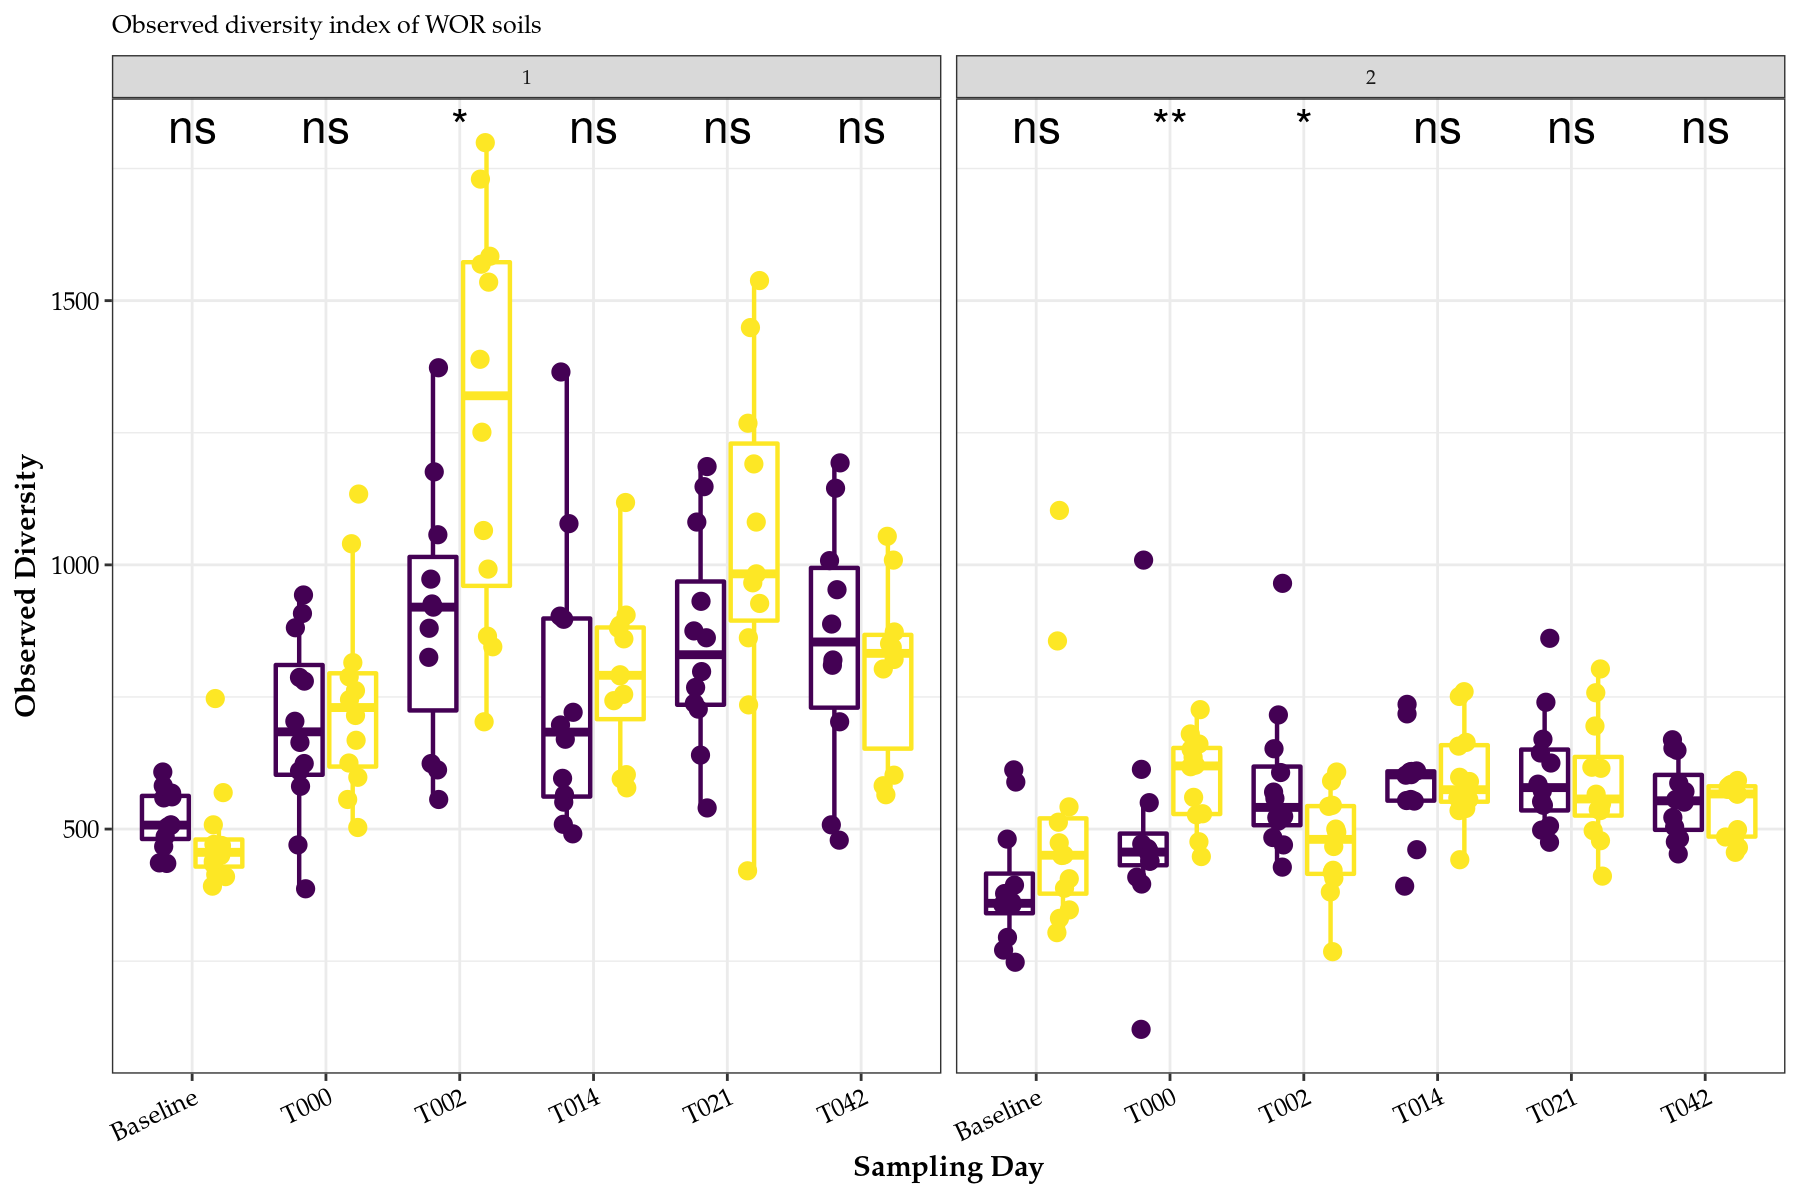 Observed diversity index of WOR soils
1
2
ns ns * ns ns ns
ns ** * ns ns ns
1500
1000
500
Observed Diversity
Baseline T000 T002 T014 T021 T042
Baseline T000 T002 T014 T021 T042
Sampling Day